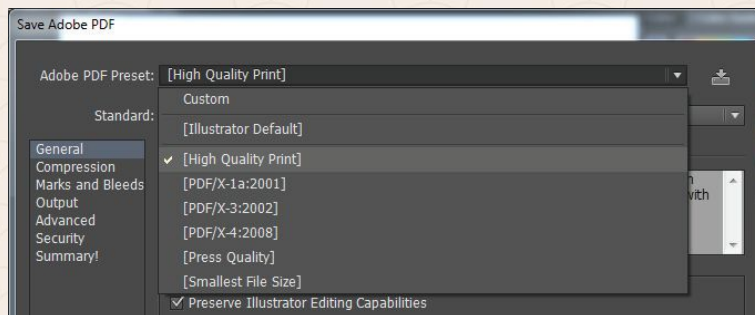 Save Adobe PDF
Adobe PDF Preset: [High Quality Print]
Custom
Standard:
[Illustrator Default]
General
[High Quality Print]
Compression
Marks and Bleeds
[PDF/X-1a:2001]
with
Output
[PDF/X-3:2002]
Advanced
[PDF/X-4:2008]
Security
Summary!
[Press Quality]
[Smallest File Size]
Preserve Illustrator Editing Capabilities